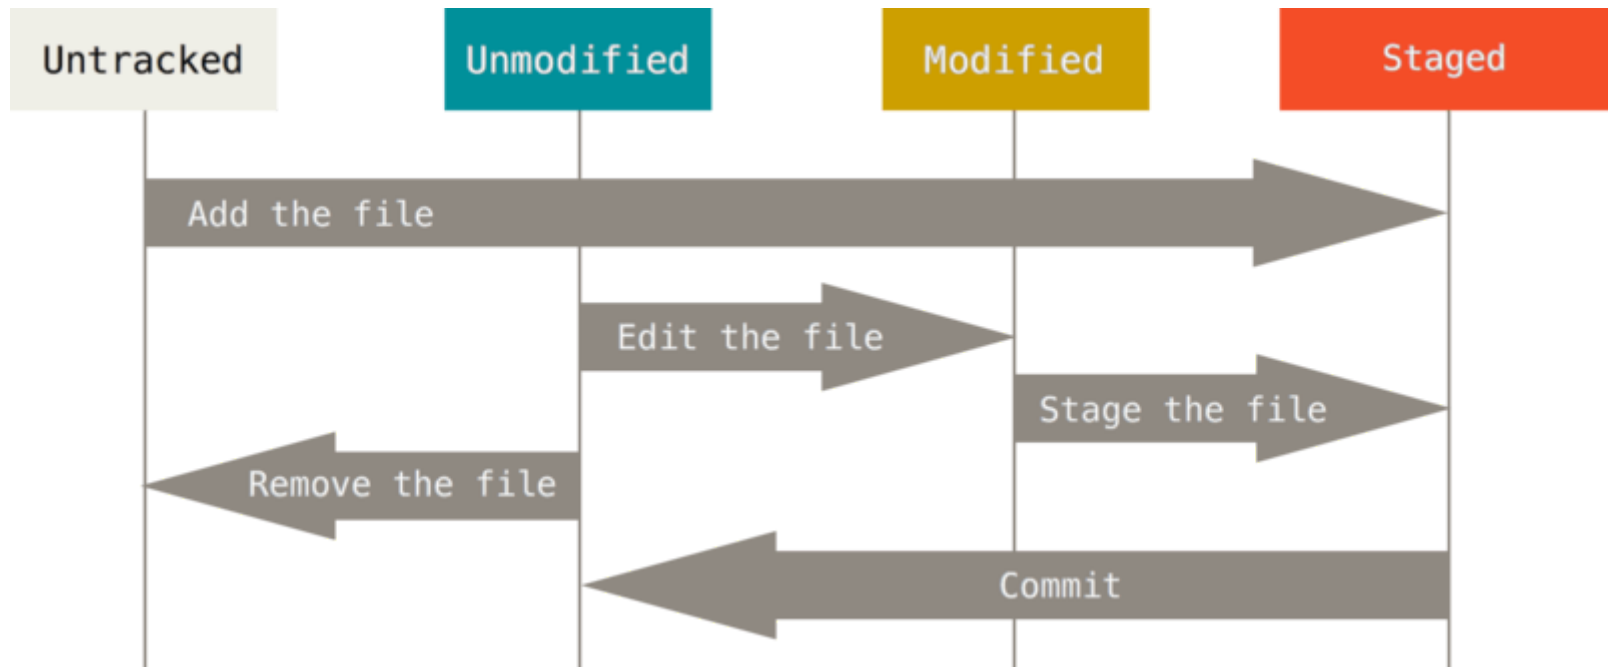 Untracked
Unmodified
Modified
Staged
Add the file
Edit the file
Stage the file
Remove the file
Commit